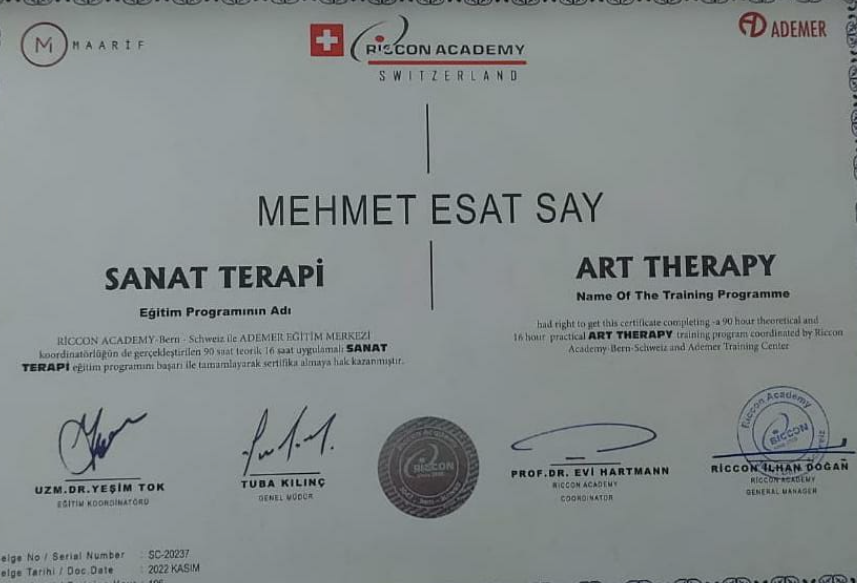 M MAARİF
RICCON ACADEMY
SWITZERLAND
ADEMER
MEHMET ESAT SAY
SANAT TERAPİ
Eğitim Programının Adı
RİCCON ACADEMY-Bern - Schweiz ile ADEMER EĞİTİM MERKEZİ
koordinatörlüğün de gerçekleştirilen 90 saat teorik 16 saat uygulamalı SANAT
TERAPİ eğitim programını başarı ile tamamlayarak sertifika almaya hak kazanmıştır.
ART THERAPY
Name Of The Training Programme
had right to get this certificate completing -a 90 hour theoretical and
16 hour practical ART THERAPY training program coordinated by Riccon
Academy-Bern-Schweiz and Ademer Training Center
UZM.DR.YEŞİM TOK
EĞİTİM KOORDİNATÖRÜ
TUBA KILINÇ
GENEL MÜDÜR
RICCON
PROF.DR. EVİ HARTMANN
RICCON ACADEMY
COORDINATOR
Riccon Academy
RICCON
RICCON İLHAN DOĞAN
RICCON ACADEMY
GENERAL MANAGER
elge No / Serial Number : SC-20237
elge Tarihi / Doc.Date : 2022 KASIM